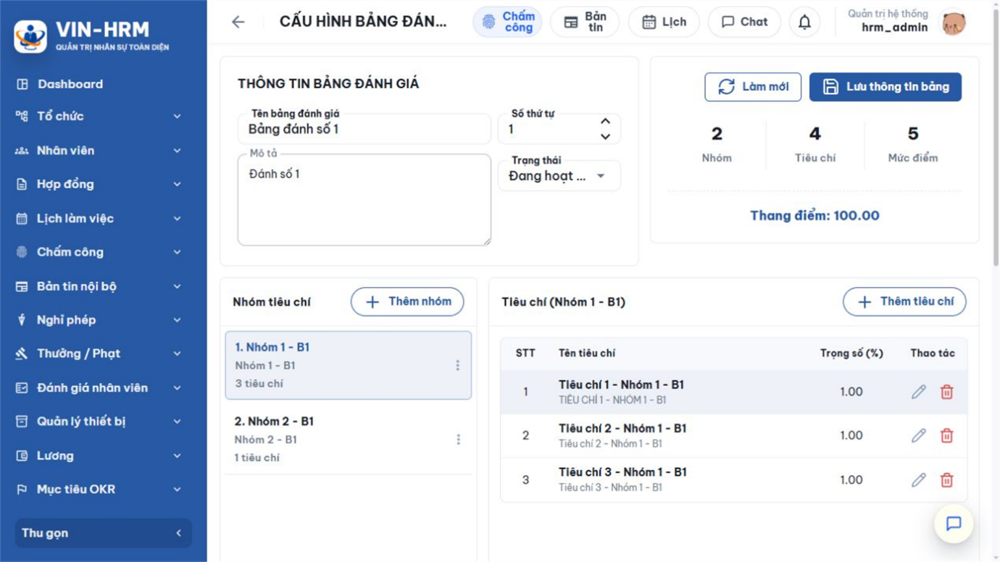 VIN-HRM
QUẢN TRỊ NHÂN SỰ TOÀN DIỆN
Dashboard
Tổ chức
Nhân viên
Hợp đồng
Lịch làm việc
Chấm công
Bản tin nội bộ
Nghỉ phép
Thưởng / Phạt
Đánh giá nhân viên
Quản lý thiết bị
Lương
Mục tiêu OKR
Thu gọn
CẤU HÌNH BẢNG ĐÁN...
Chấm công
Bản tin
Lịch
Chat
Quản trị hệ thống
hrm_admin
THÔNG TIN BẢNG ĐÁNH GIÁ
Tên bảng đánh giá
Bảng đánh số 1
Số thứ tự
1
Mô tả
Đánh số 1
Trạng thái
Đang hoạt ...
Làm mới
Lưu thông tin bảng
2
Nhóm
4
Tiêu chí
5
Mức điểm
Thang điểm: 100.00
Nhóm tiêu chí
Thêm nhóm
1. Nhóm 1 - B1
Nhóm 1 - B1
3 tiêu chí
2. Nhóm 2 - B1
Nhóm 2 - B1
1 tiêu chí
Tiêu chí (Nhóm 1 - B1)
Thêm tiêu chí
STT Tên tiêu chí Trọng số (%) Thao tác
1 Tiêu chí 1 - Nhóm 1 - B1 1.00
TIÊU CHÍ 1 - NHÓM 1 - B1
2 Tiêu chí 2 - Nhóm 1 - B1 1.00
Tiêu chí 2 - Nhóm 1 - B1
3 Tiêu chí 3 - Nhóm 1 - B1 1.00
Tiêu chí 3 - Nhóm 1 - B1